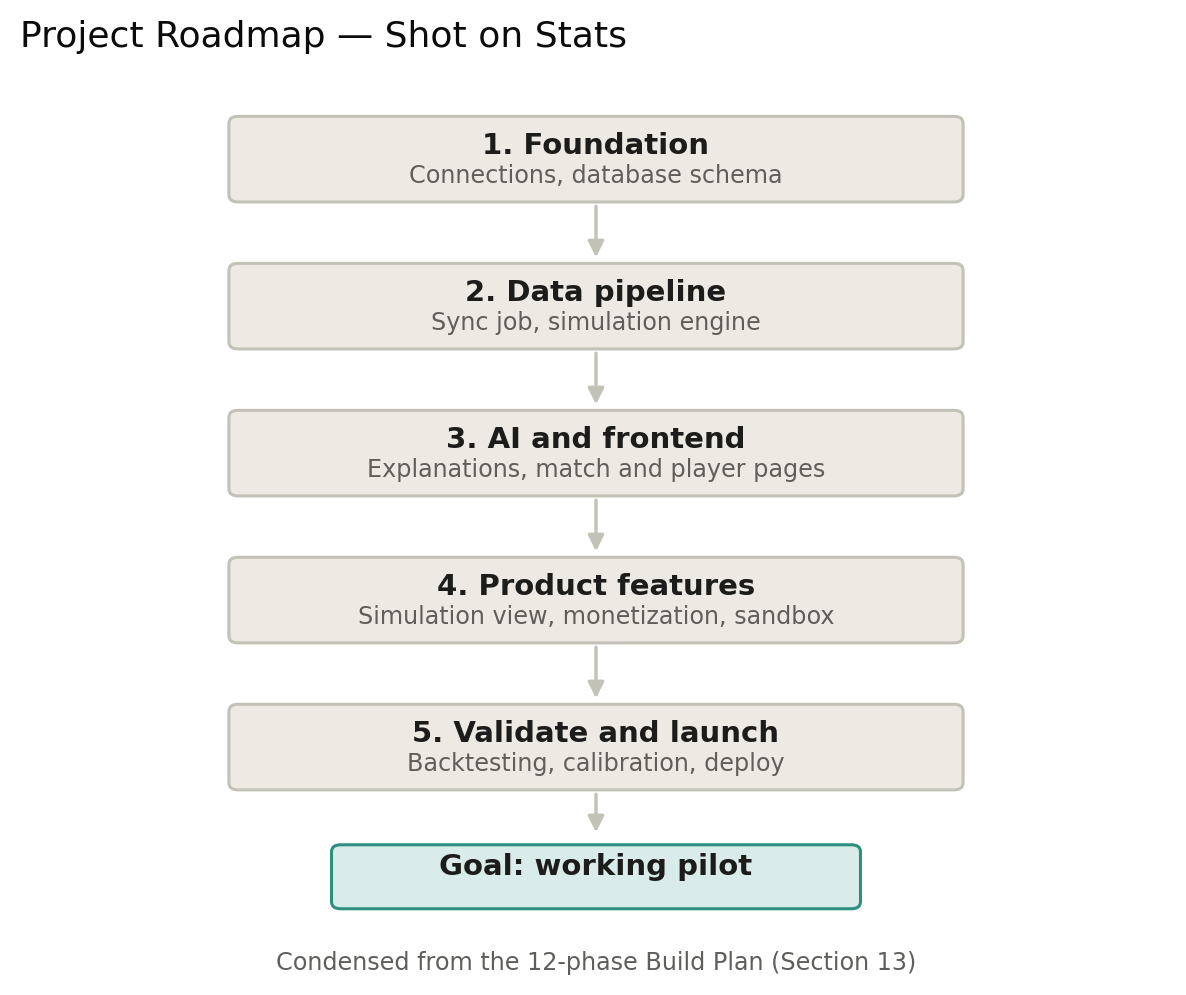 Project Roadmap — Shot on Stats
1. Foundation
Connections, database schema
2. Data pipeline
Sync job, simulation engine
3. AI and frontend
Explanations, match and player pages
4. Product features
Simulation view, monetization, sandbox
5. Validate and launch
Backtesting, calibration, deploy
Goal: working pilot
Condensed from the 12-phase Build Plan (Section 13)